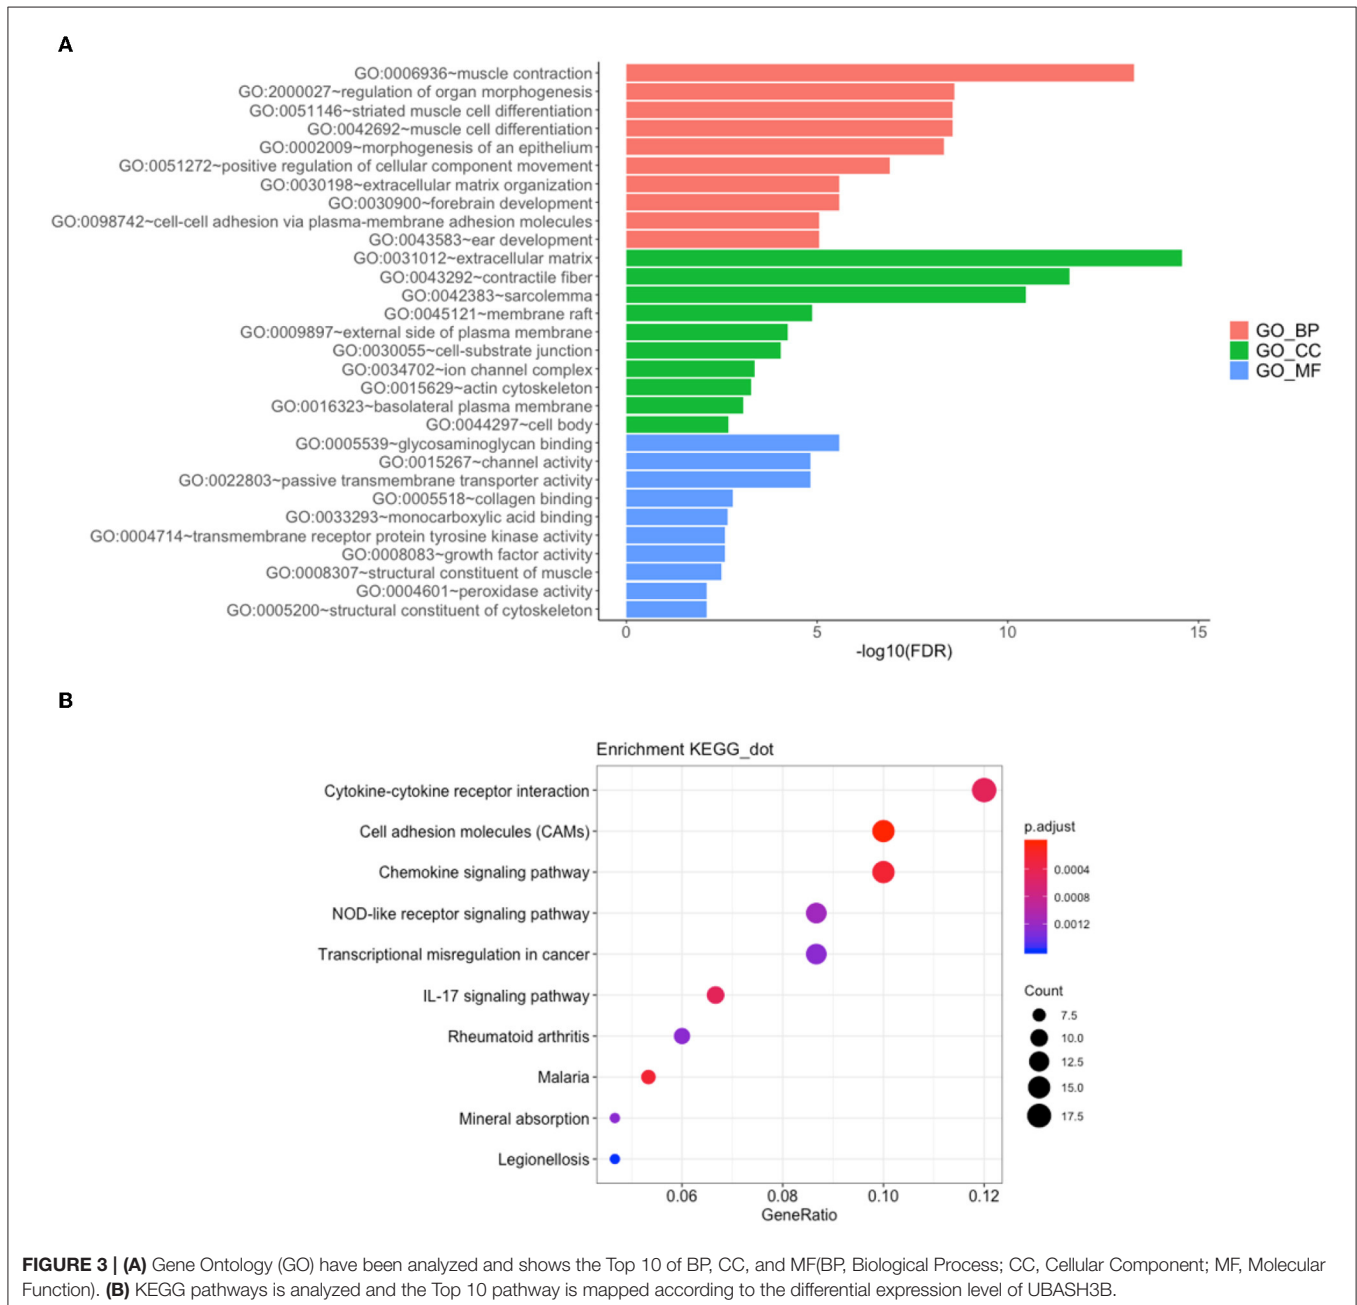 A
GO:0006936~muscle contraction
GO:2000027~regulation of organ morphogenesis
GO:0051146~striated muscle cell differentiation
GO:0042692~muscle cell differentiation
GO:0002009~morphogenesis of an epithelium
GO:0051272~positive regulation of cellular component movement
GO:0030198~extracellular matrix organization
GO:0030900~forebrain development
GO:0098742~cell-cell adhesion via plasma-membrane adhesion molecules
GO:0043583~ear development
GO:0031012~extracellular matrix
GO:0043292~contractile fiber
GO:0042383~sarcolemma
GO:0045121~membrane raft
GO:0009897~external side of plasma membrane
GO:0030055~cell-substrate junction
GO:0034702~ion channel complex
GO:0015629~actin cytoskeleton
GO:0016323~basolateral plasma membrane
GO:0044297~cell body
GO:0005539~glycosaminoglycan binding
GO:0015267~channel activity
GO:0022803~passive transmembrane transporter activity
GO:0005518~collagen binding
GO:0033293~monocarboxylic acid binding
GO:0004714~transmembrane receptor protein tyrosine kinase activity
GO:0008083~growth factor activity
GO:0008307~structural constituent of muscle
GO:0004601~peroxidase activity
GO:0005200~structural constituent of cytoskeleton
0 5 10 15
-log10(FDR)
GO_BP
GO_CC
GO_MF
B
Enrichment KEGG_dot
Cytokine-cytokine receptor interaction
Cell adhesion molecules (CAMs)
Chemokine signaling pathway
NOD-like receptor signaling pathway
Transcriptional misregulation in cancer
IL-17 signaling pathway
Rheumatoid arthritis
Malaria
Mineral absorption
Legionellosis
0.06 0.08 0.10 0.12
GeneRatio
p.adjust
0.0004
0.0008
0.0012
Count
7.5
10.0
12.5
15.0
17.5
FIGURE 3 | (A) Gene Ontology (GO) have been analyzed and shows the Top 10 of BP, CC, and MF(BP, Biological Process; CC, Cellular Component; MF, Molecular
Function). (B) KEGG pathways is analyzed and the Top 10 pathway is mapped according to the differential expression level of UBASH3B.